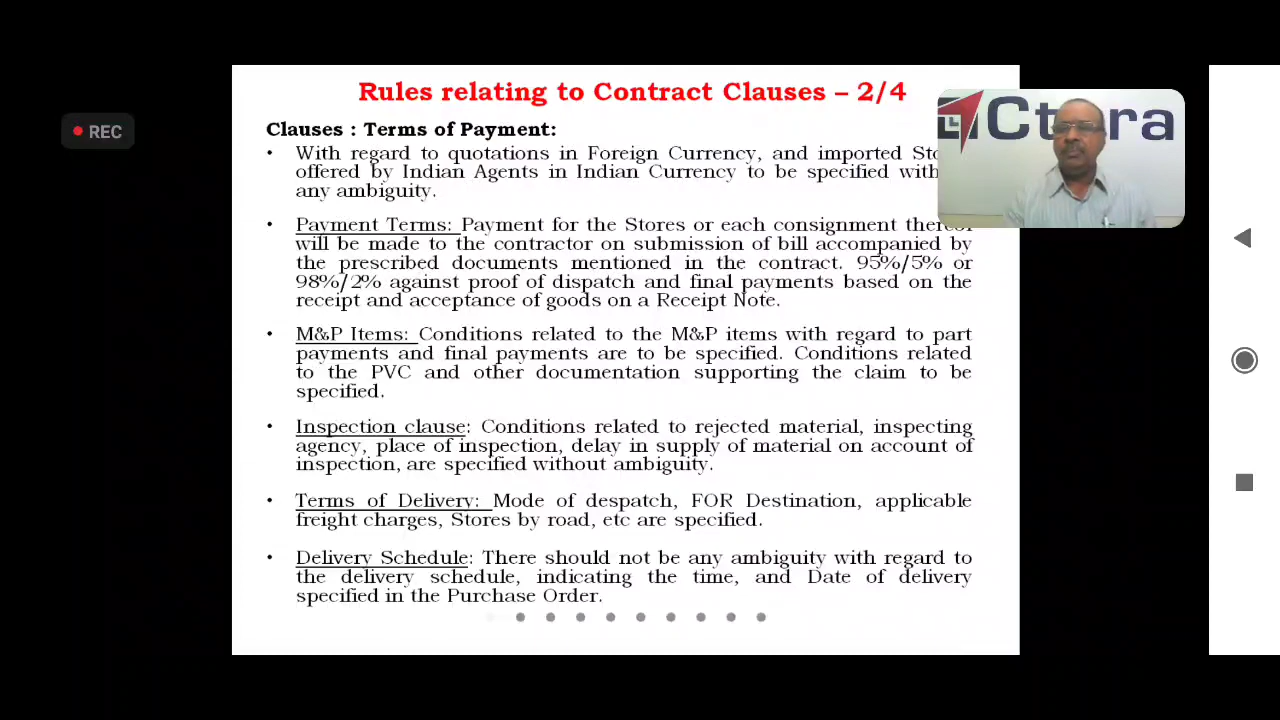 Rules relating to Contract Clauses – 2/4
REC
Clauses : Terms of Payment:
• With regard to quotations in Foreign Currency, and imported
offered by Indian Agents in Indian Currency to be specified
any ambiguity.
• Payment Terms: Payment for the Stores or each consignment
will be made to the contractor on submission of bill accompanied by
the prescribed documents mentioned in the contract. 95%/5% or
98%/2% against proof of dispatch and final payments based on the
receipt and acceptance of goods on a Receipt Note.
• M&P Items: Conditions related to the M&P items with regard to part
payments and final payments are to be specified. Conditions related
to the PVC and other documentation supporting the claim to be
specified.
• Inspection clause: Conditions related to rejected material, inspecting
agency, place of inspection, delay in supply of material on account of
inspection, are specified without ambiguity.
• Terms of Delivery: Mode of despatch, FOR Destination, applicable
freight charges, Stores by road, etc are specified.
• Delivery Schedule: There should not be any ambiguity with regard to
the delivery schedule, indicating the time, and Date of delivery
specified in the Purchase Order.